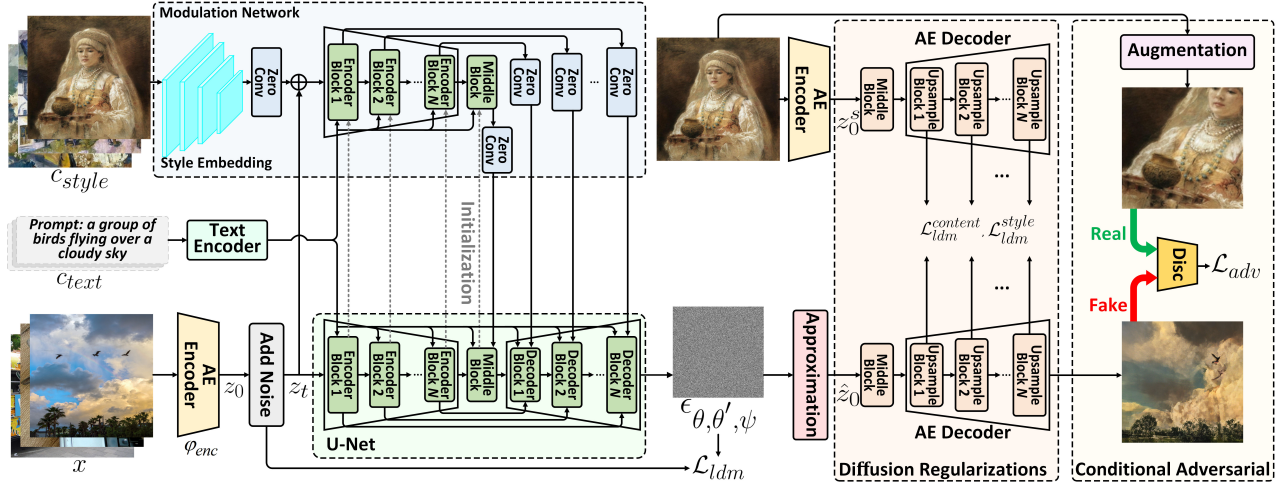 Modulation Network
Style Embedding
Zero Conv
Encoder Block 1
Encoder Block 2
...
Encoder Block N
Middle Block
Zero Conv
Zero Conv
Zero Conv
...
Zero Conv
c_style
Prompt: a group of
birds flying over a
cloudy sky
c_text
Text
Encoder
Initialization
x
AE
Encoder
φ_enc
z_0
Add Noise
z_t
Encoder Block 1
Encoder Block 2
...
Encoder Block N
Middle Block
Decoder Block 1
Decoder Block 2
...
Decoder Block N
U-Net
ϵ_θ,θ′,ψ
ℒ_ldm
Approximation
AE
Encoder
z_0^s
ẑ_0
AE Decoder
Middle Block
Upsample Block 1
Upsample Block 2
...
Upsample Block N
...
ℒ_ldm^content , ℒ_ldm^style
...
Middle Block
Upsample Block 1
Upsample Block 2
...
Upsample Block N
AE Decoder
Diffusion Regularizations
Augmentation
Real
Disc
ℒ_adv
Fake
Conditional Adversarial